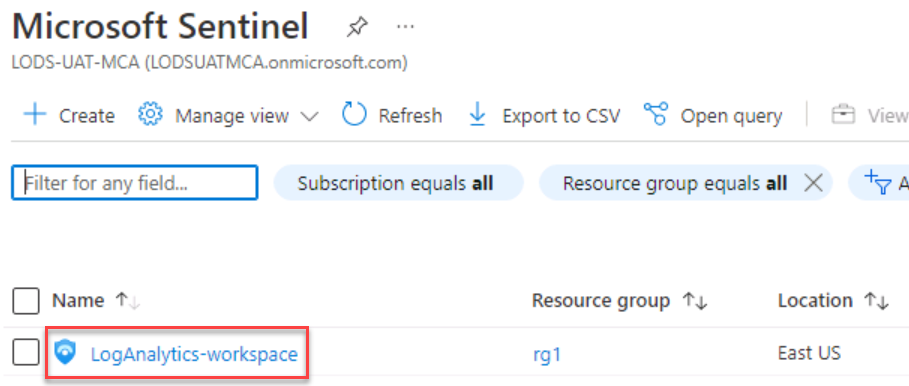 Microsoft Sentinel
LODS-UAT-MCA (LODSUATMCA.onmicrosoft.com)
Create Manage view Refresh Export to CSV Open query View
Filter for any field... Subscription equals all Resource group equals all A
Name Resource group Location
LogAnalytics-workspace rg1 East US